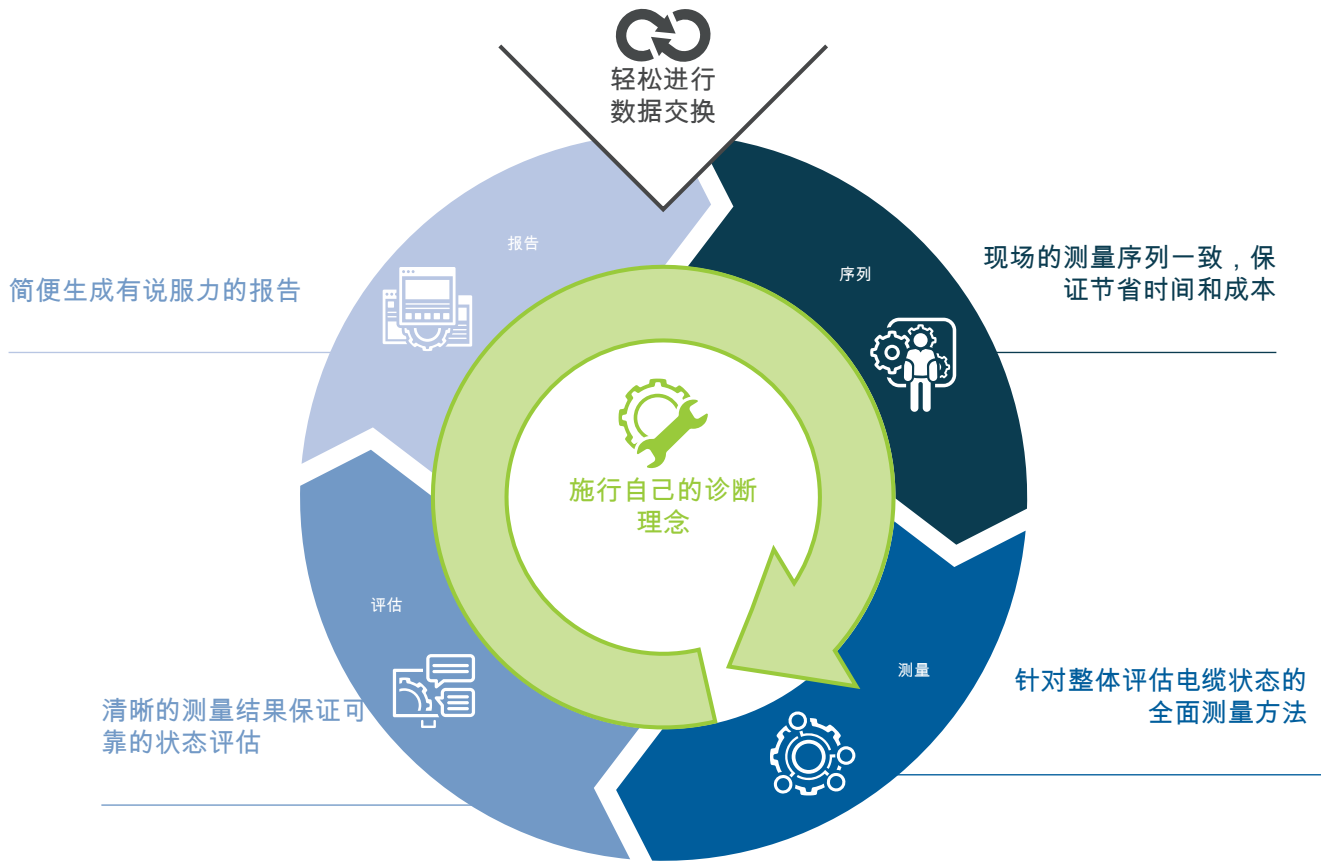 轻松进行
数据交换
报告
简便生成有说服力的报告
序列
现场的测量序列一致，保
证节省时间和成本
施行自己的诊断
理念
评估
清晰的测量结果保证可
靠的状态评估
测量
针对整体评估电缆状态的
全面测量方法